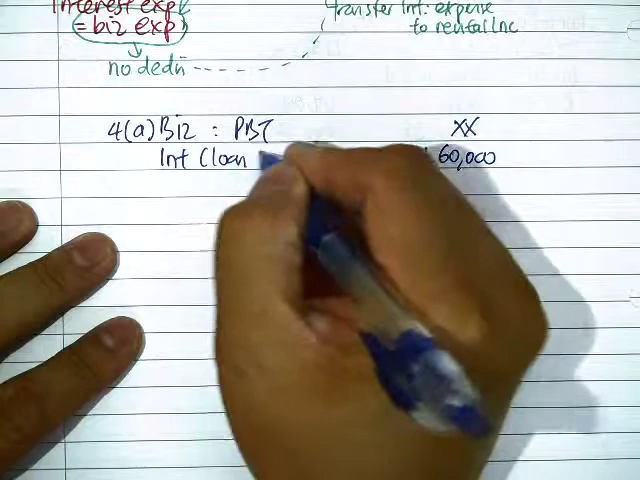 Interest exp
= biz exp
no dedn
transfer int. expense
to rental Inc
4(a) Biz : PBT XX
Int (loan 60,000